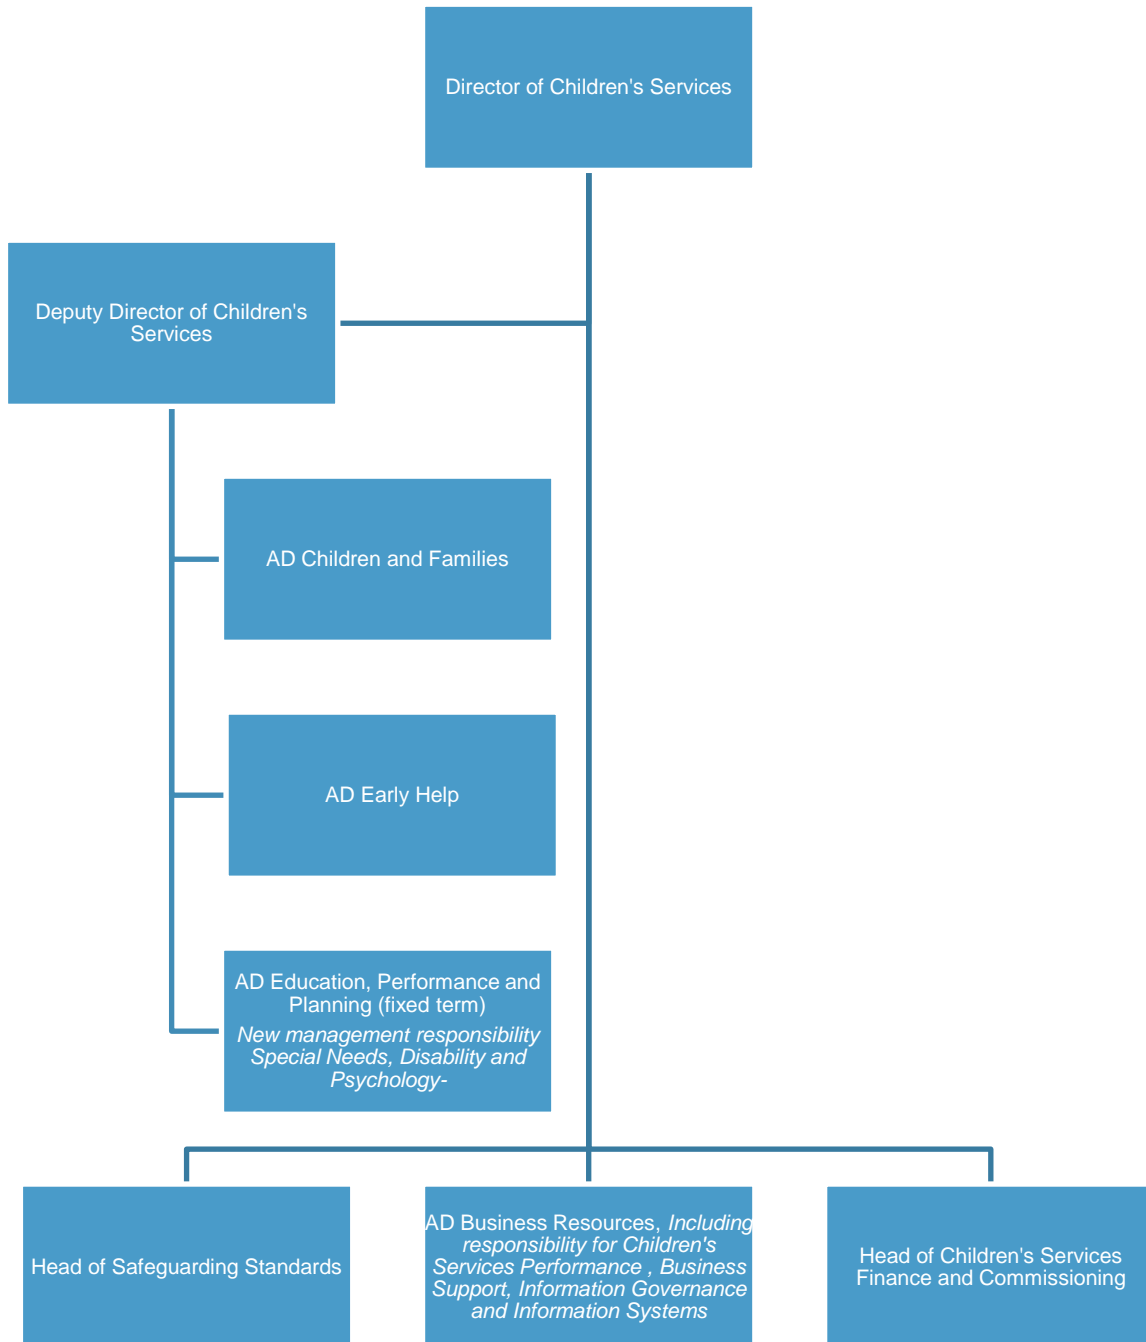 Director of Children's Services
Deputy Director of Children's
Services
AD Children and Families
AD Early Help
AD Education, Performance and
Planning (fixed term)
New management responsibility
Special Needs, Disability and
Psychology-
Head of Safeguarding Standards
AD Business Resources, Including
responsibility for Children's
Services Performance , Business
Support, Information Governance
and Information Systems
Head of Children's Services
Finance and Commissioning